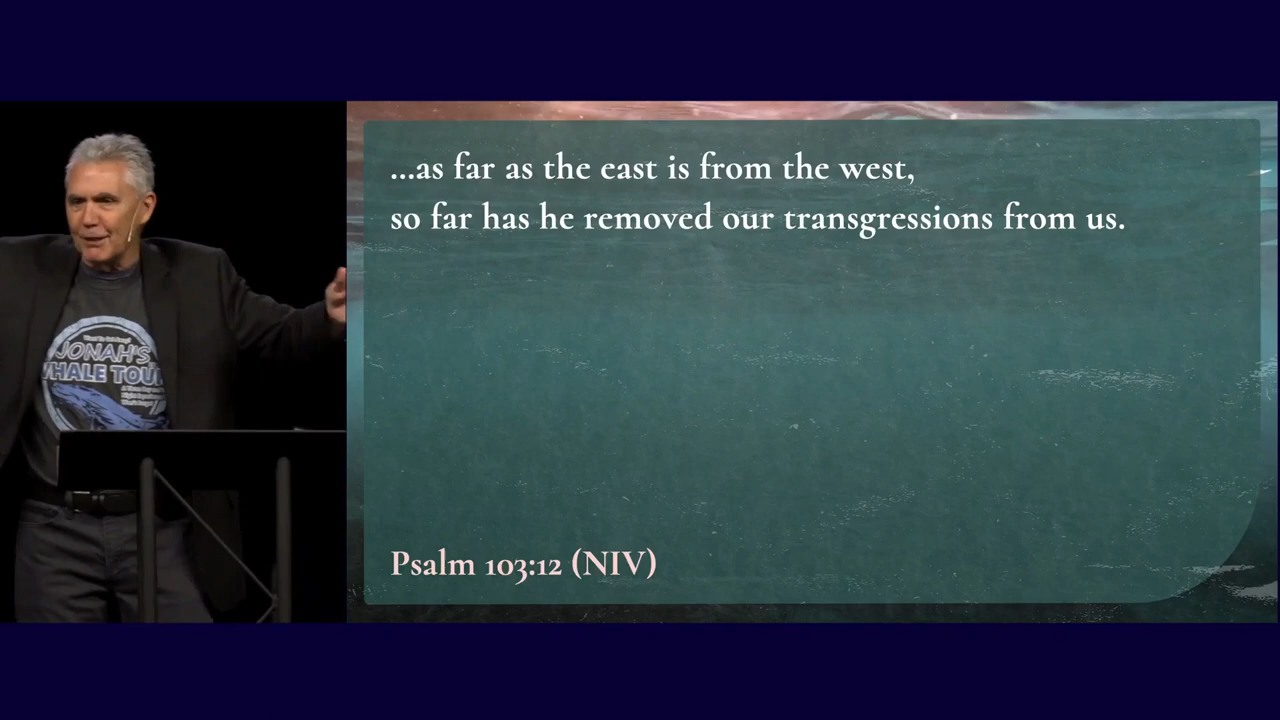 JONAH'S
WHALE TOUR
...as far as the east is from the west,
so far has he removed our transgressions from us.
Psalm 103:12 (NIV)